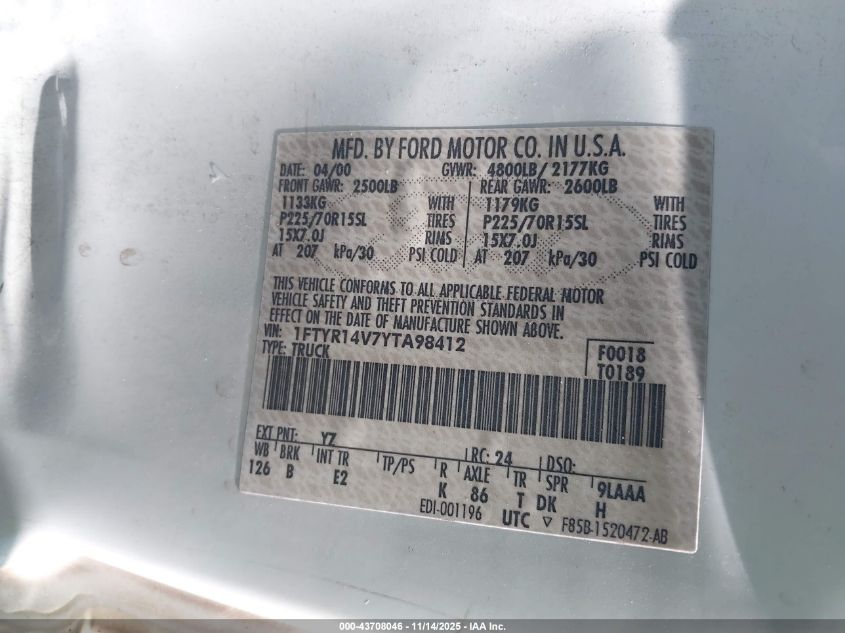 MFD. BY FORD MOTOR CO. IN U.S.A.
DATE: 04/00 GVWR: 4800LB/ 2177KG
FRONT GAWR: 2500LB REAR GAWR: 2600LB
1133KG WITH 1179KG WITH
P225/70R15SL TIRES P225/70R15SL TIRES
15X7.0J RIMS 15X7.0J RIMS
AT 207 kPa/30 PSI COLD AT 207 kPa/30 PSI COLD
THIS VEHICLE CONFORMS TO ALL APPLICABLE FEDERAL MOTOR
VEHICLE SAFETY AND THEFT PREVENTION STANDARDS IN
EFFECT ON THE DATE OF MANUFACTURE SHOWN ABOVE.
VIN: 1FTYR14V7YTA98412
TYPE: TRUCK
F0018
T0189
EXT PNT: YZ RC: 24 DSO:
WB BRK INT TR TP/PS R AXLE TR SPR 9LAAA
126 B E2 K 86 T DK H
EDI-001196 UTC ▽ F85B-1520472-AB
000-43708046 - 11/14/2025 - IAA Inc.